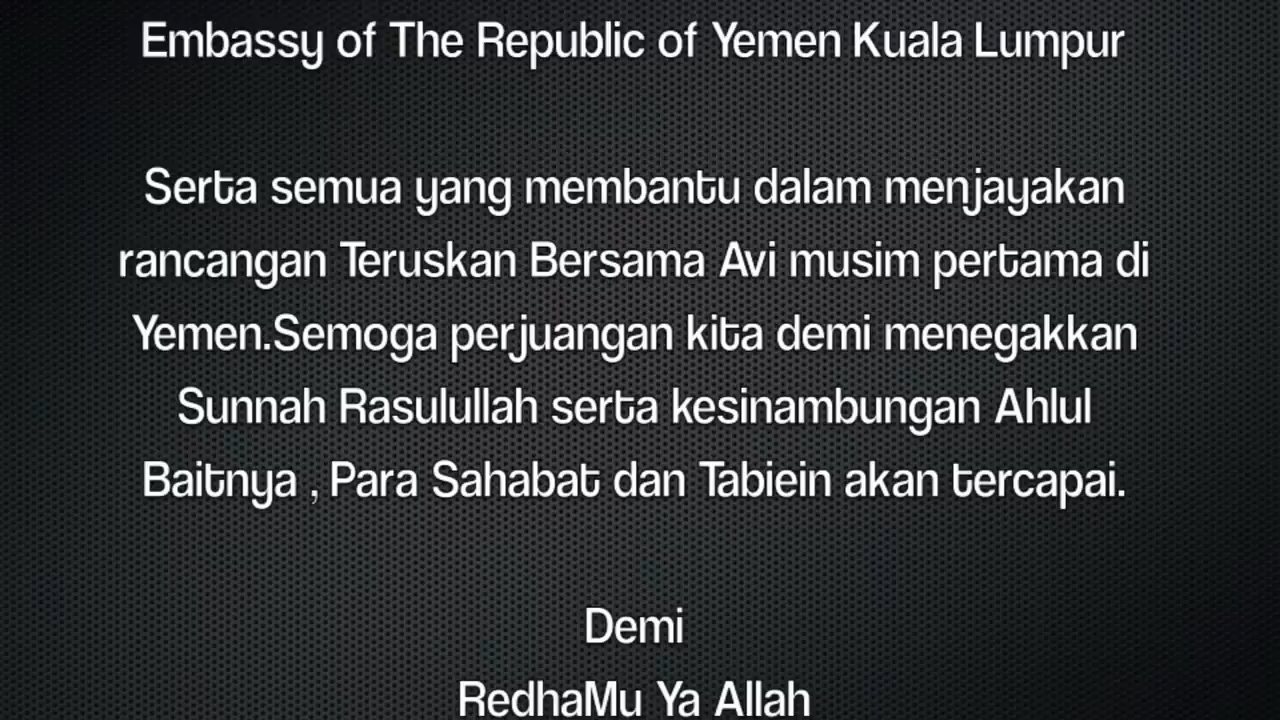 Embassy of The Republic of Yemen Kuala Lumpur
Serta semua yang membantu dalam menjayakan
rancangan Teruskan Bersama Avi musim pertama di
Yemen.Semoga perjuangan kita demi menegakkan
Sunnah Rasulullah serta kesinambungan Ahlul
Baitnya , Para Sahabat dan Tabiein akan tercapai.
Demi
RedhaMu Ya Allah